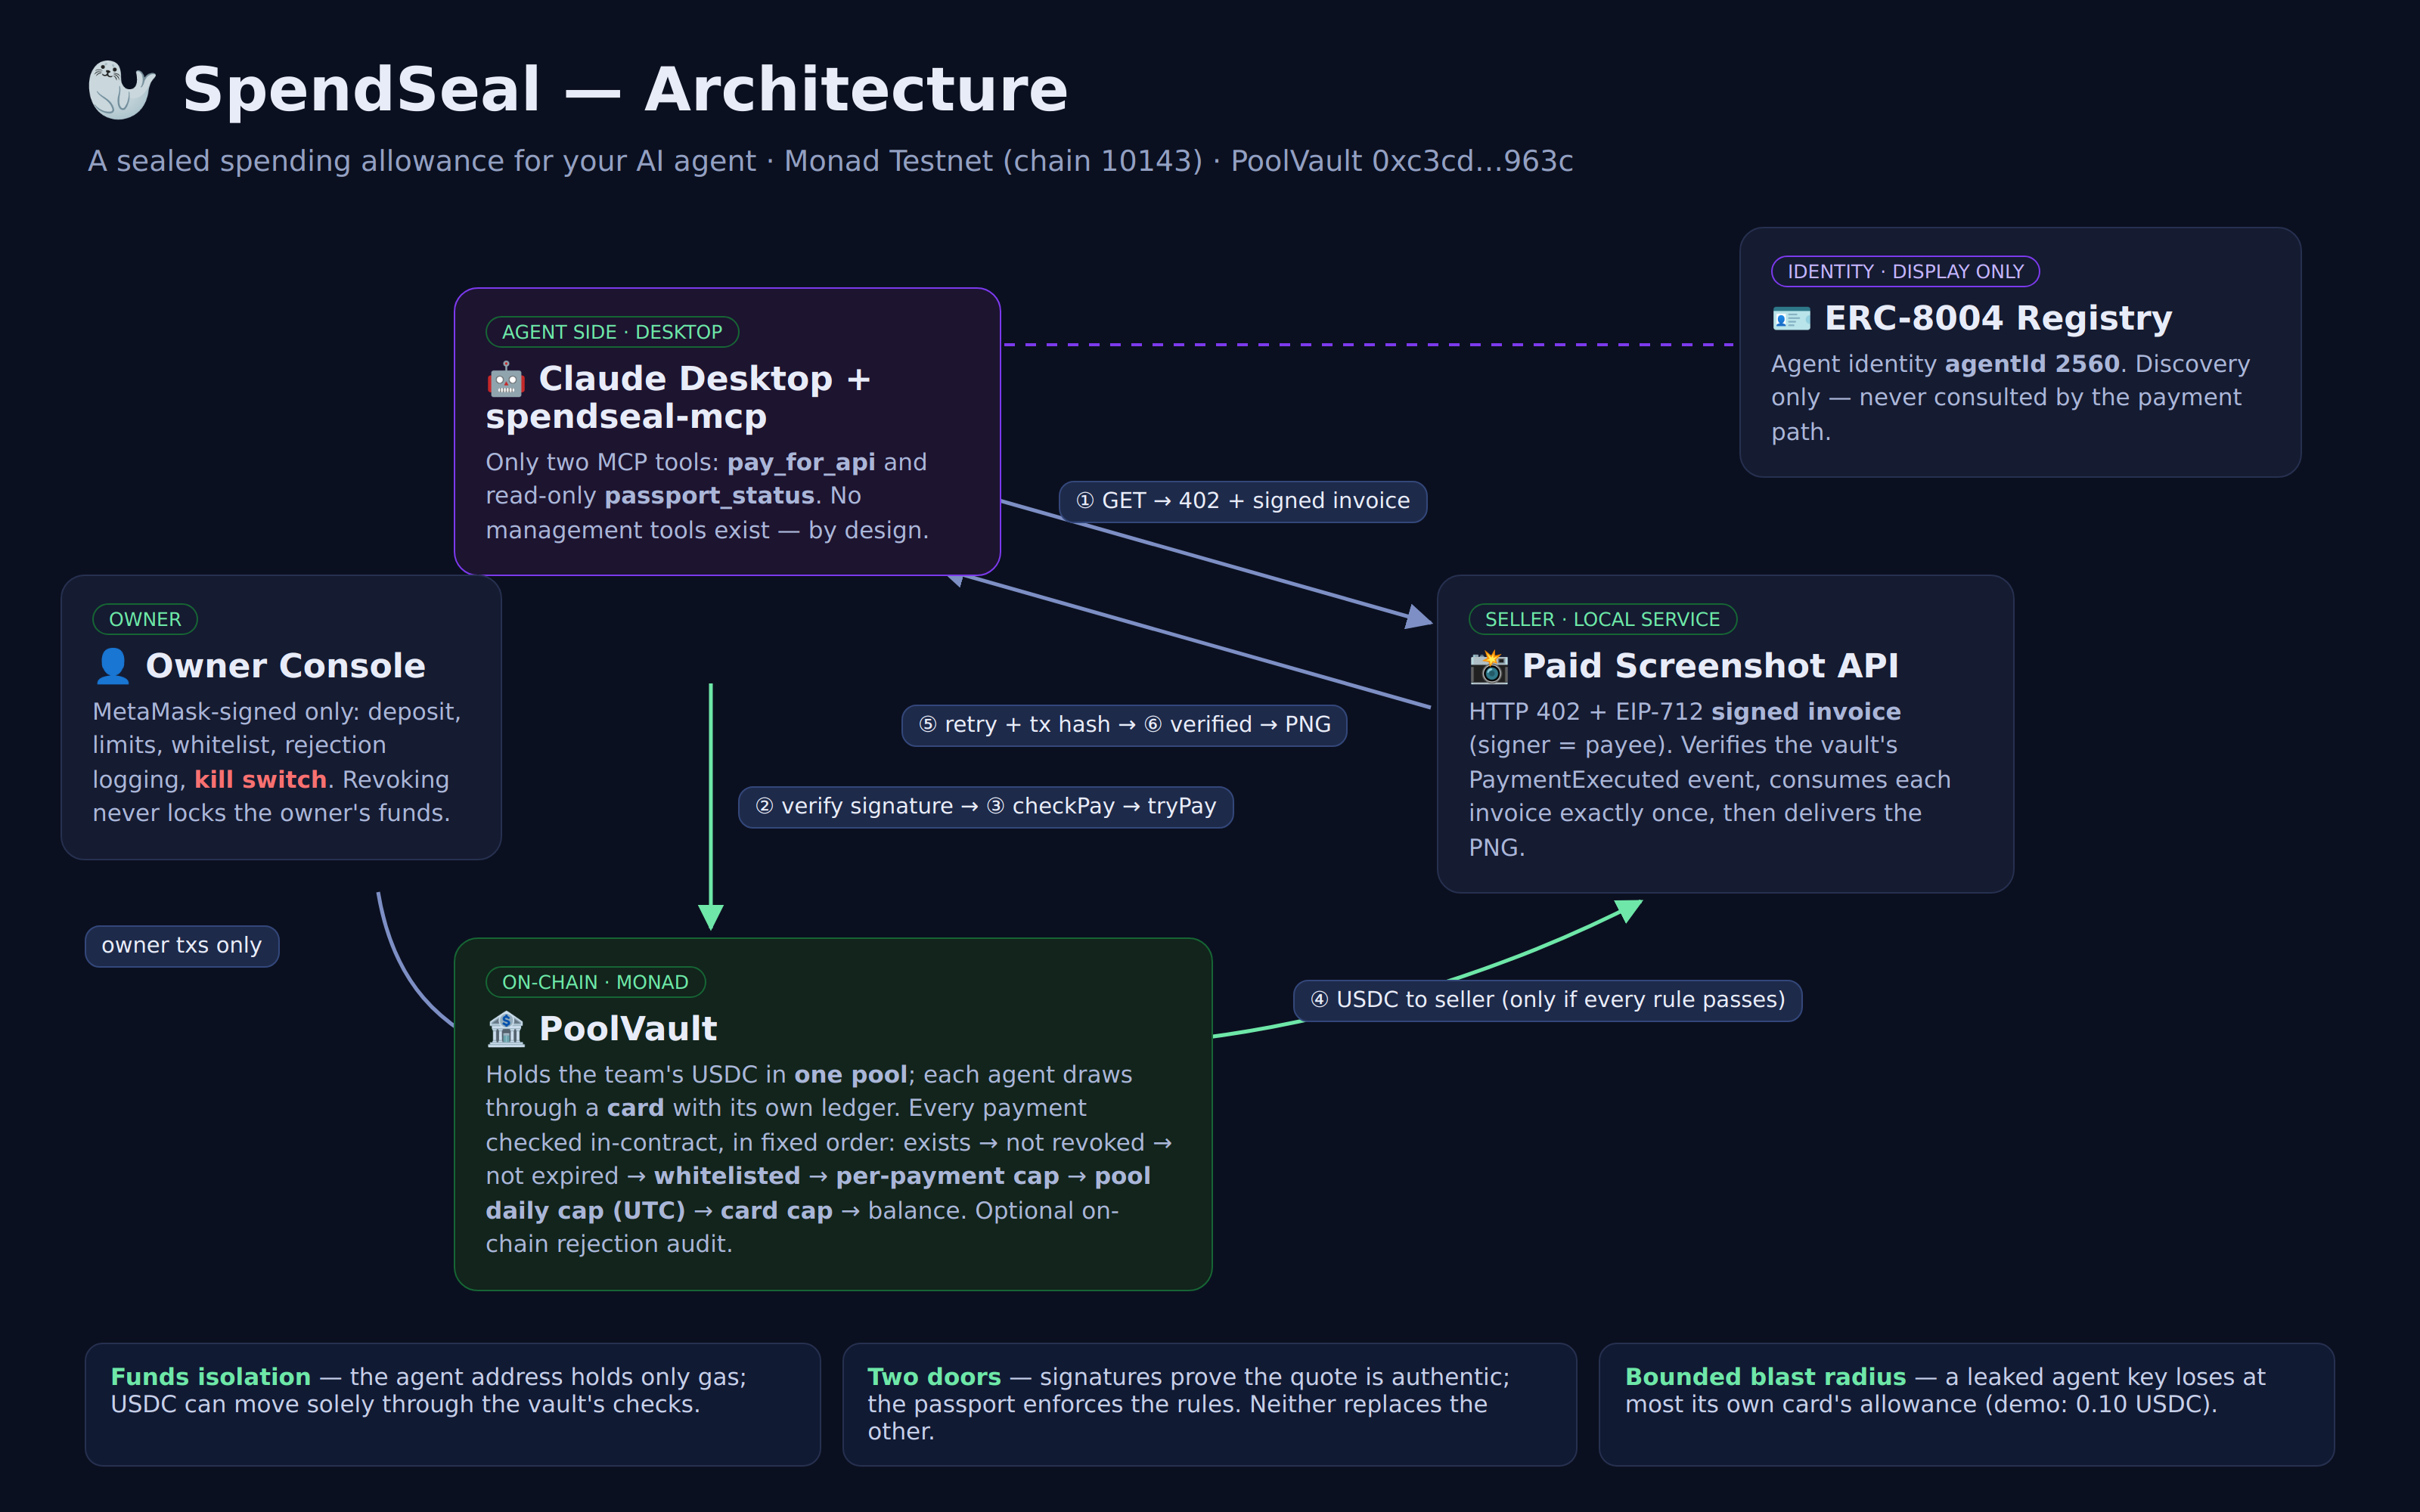 SpendSeal — Architecture
A sealed spending allowance for your AI agent · Monad Testnet (chain 10143) · PoolVault 0xc3cd…963c
IDENTITY · DISPLAY ONLY
ERC-8004 Registry
Agent identity agentId 2560. Discovery
only — never consulted by the payment
path.
AGENT SIDE · DESKTOP
Claude Desktop +
spendseal-mcp
Only two MCP tools: pay_for_api and
read-only passport_status. No
management tools exist — by design.
① GET → 402 + signed invoice
OWNER
Owner Console
MetaMask-signed only: deposit,
limits, whitelist, rejection
logging, kill switch. Revoking
never locks the owner's funds.
SELLER · LOCAL SERVICE
Paid Screenshot API
HTTP 402 + EIP-712 signed invoice
(signer = payee). Verifies the vault's
PaymentExecuted event, consumes each
invoice exactly once, then delivers the
PNG.
⑤ retry + tx hash → ⑥ verified → PNG
② verify signature → ③ checkPay → tryPay
owner txs only
ON-CHAIN · MONAD
PoolVault
Holds the team's USDC in one pool; each agent draws
through a card with its own ledger. Every payment
checked in-contract, in fixed order: exists → not revoked →
not expired → whitelisted → per-payment cap → pool
daily cap (UTC) → card cap → balance. Optional on-
chain rejection audit.
④ USDC to seller (only if every rule passes)
Funds isolation — the agent address holds only gas;
USDC can move solely through the vault's checks.
Two doors — signatures prove the quote is authentic;
the passport enforces the rules. Neither replaces the
other.
Bounded blast radius — a leaked agent key loses at
most its own card's allowance (demo: 0.10 USDC).